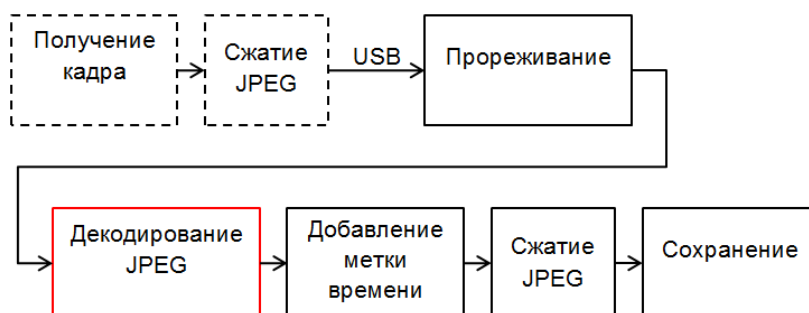 Получение
кадра
Сжатие
JPEG
USB
Прореживание
Декодирование
JPEG
Добавление
метки
времени
Сжатие
JPEG
Сохранение